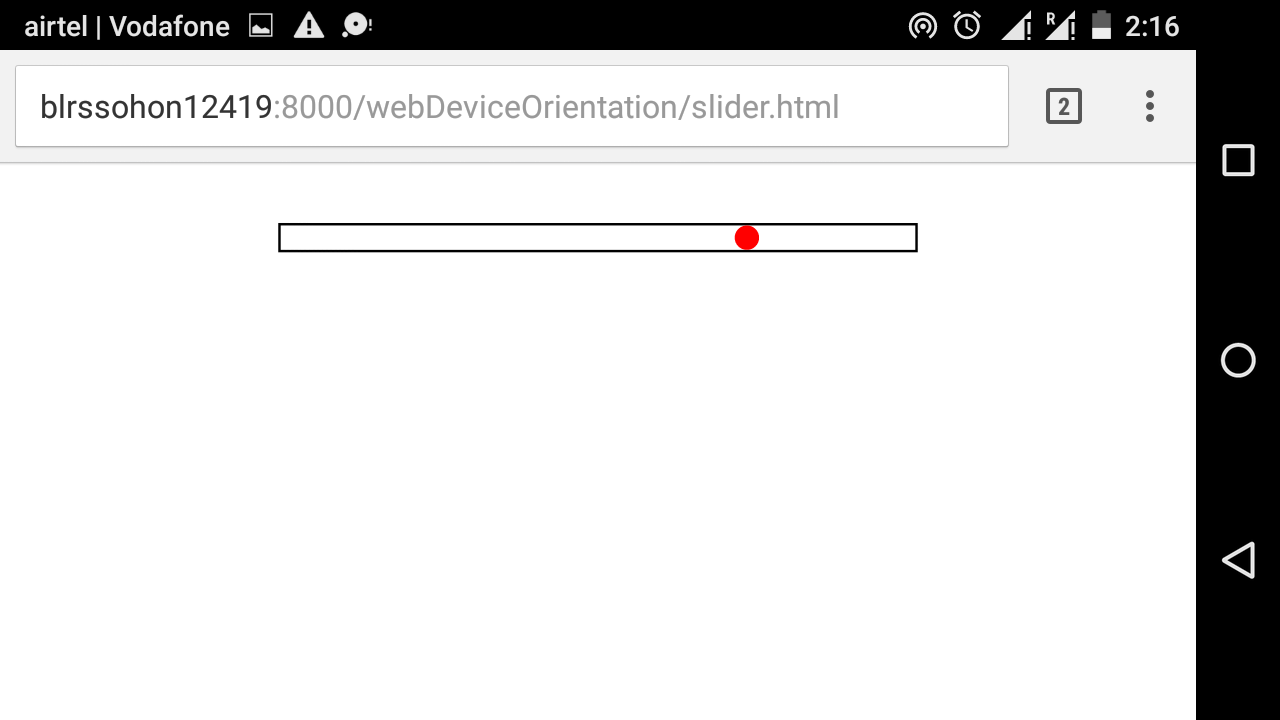 airtel | Vodafone R 2:16
blrssohon12419:8000/webDeviceOrientation/slider.html 2